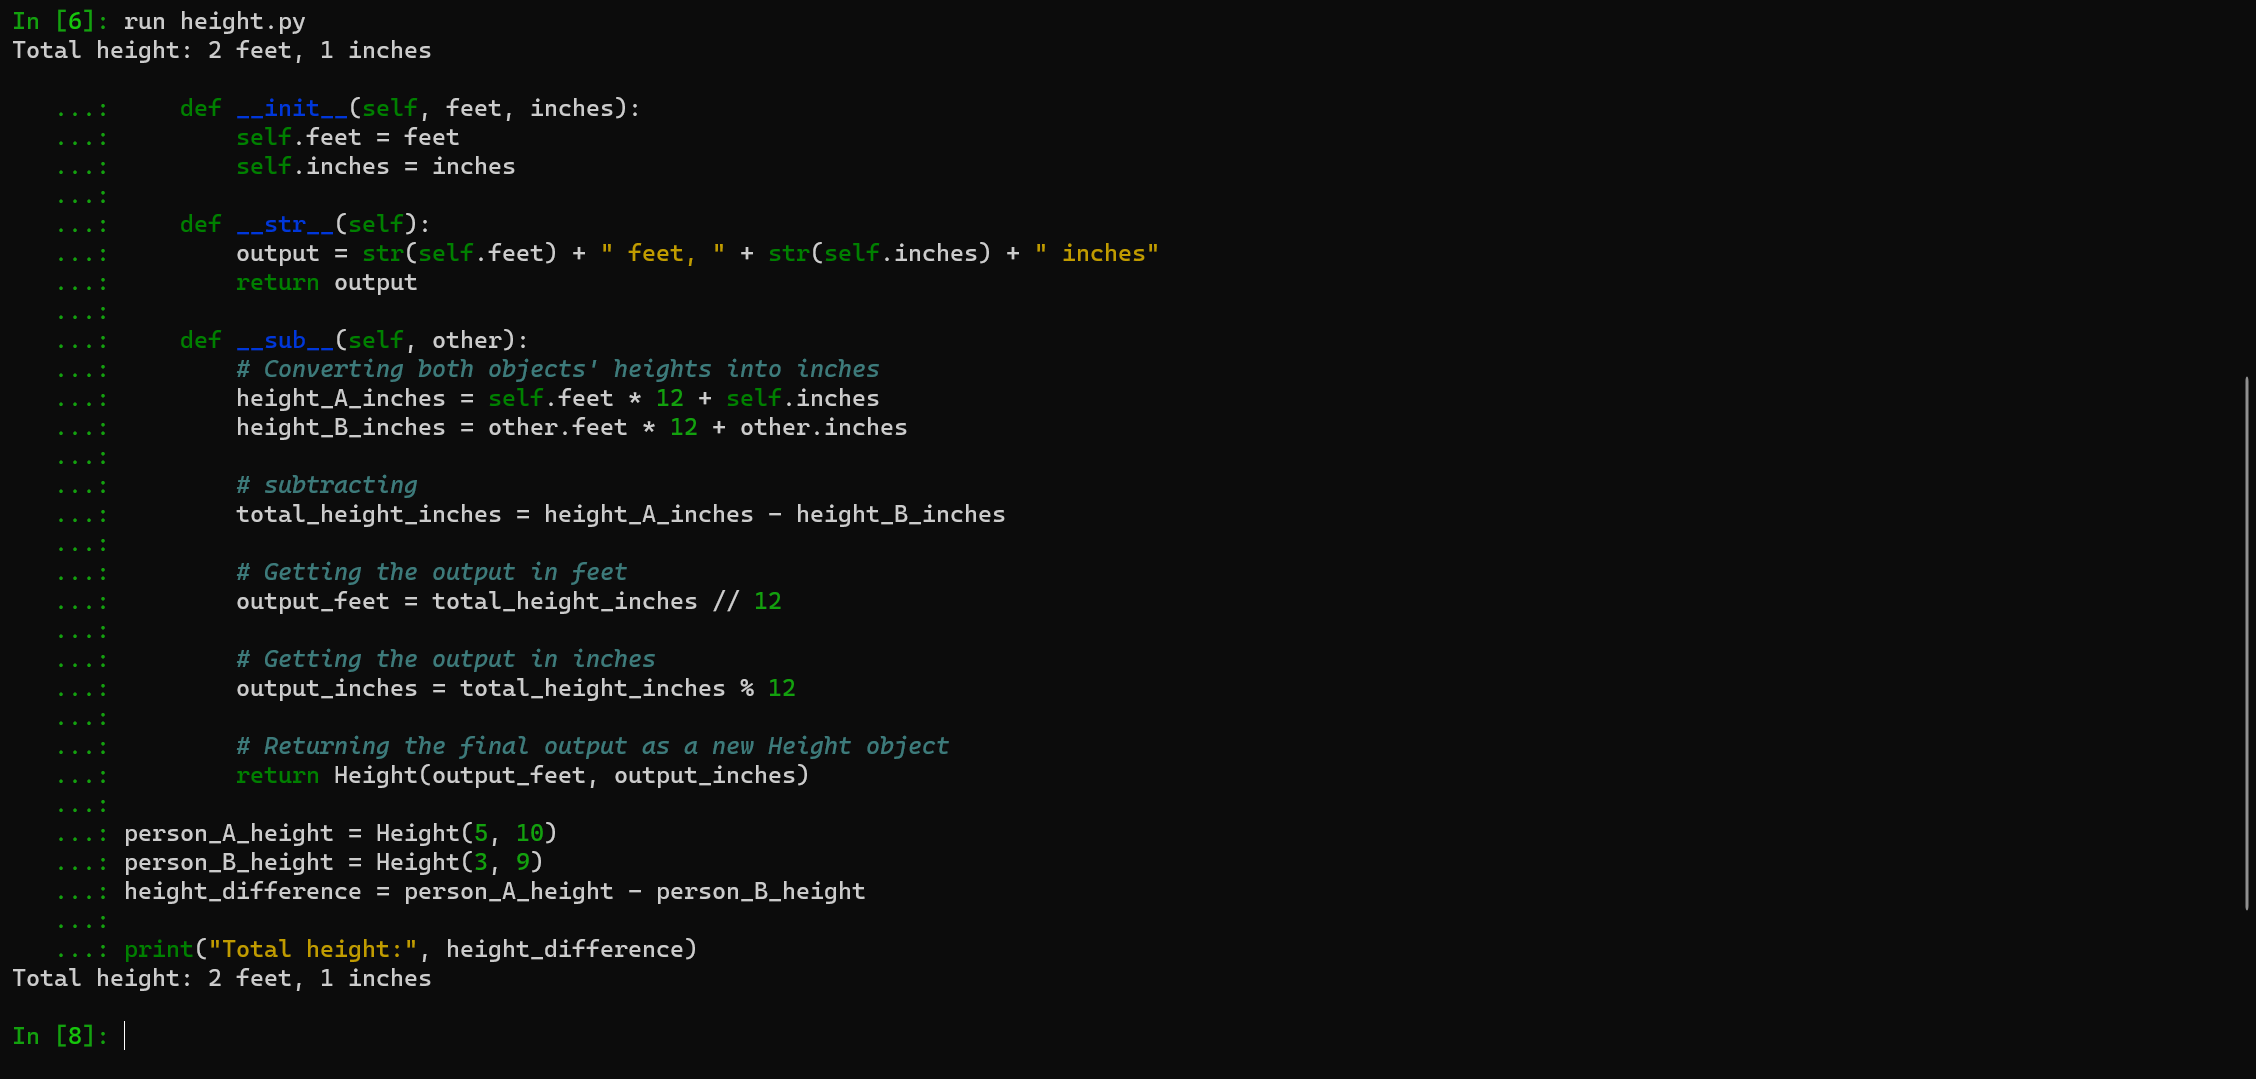 In [6]: run height.py
Total height: 2 feet, 1 inches

   ...:     def __init__(self, feet, inches):
   ...:         self.feet = feet
   ...:         self.inches = inches
   ...:
   ...:     def __str__(self):
   ...:         output = str(self.feet) + " feet, " + str(self.inches) + " inches"
   ...:         return output
   ...:
   ...:     def __sub__(self, other):
   ...:         # Converting both objects' heights into inches
   ...:         height_A_inches = self.feet * 12 + self.inches
   ...:         height_B_inches = other.feet * 12 + other.inches
   ...:
   ...:         # subtracting
   ...:         total_height_inches = height_A_inches - height_B_inches
   ...:
   ...:         # Getting the output in feet
   ...:         output_feet = total_height_inches // 12
   ...:
   ...:         # Getting the output in inches
   ...:         output_inches = total_height_inches % 12
   ...:
   ...:         # Returning the final output as a new Height object
   ...:         return Height(output_feet, output_inches)
   ...:
   ...: person_A_height = Height(5, 10)
   ...: person_B_height = Height(3, 9)
   ...: height_difference = person_A_height - person_B_height
   ...:
   ...: print("Total height:", height_difference)
Total height: 2 feet, 1 inches

In [8]: